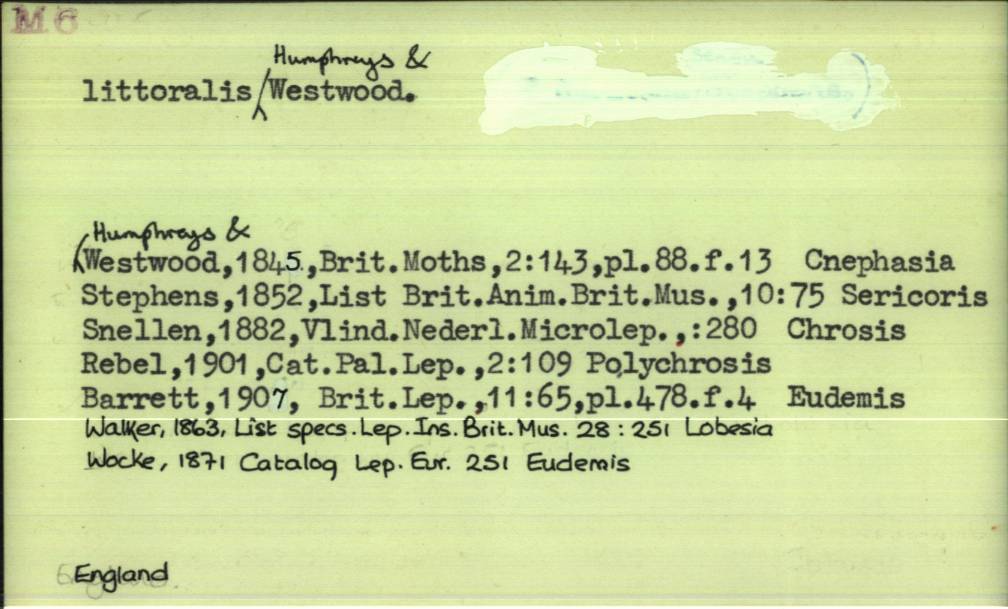 M6
Humphreys &
littoralis Westwood.
Humphreys &
Westwood,1845.,Brit.Moths,2:143,pl.88.f.13 Cnephasia
Stephens,1852,List Brit.Anim.Brit.Mus.,10:75 Sericoris
Snellen,1882,Vlind.Nederl.Microlep.,:280 Chrosis
Rebel,1901,Cat.Pal.Lep.,2:109 Polychrosis
Barrett,1907, Brit.Lep.,11:65,pl.478.f.4 Eudemis
Walker, 1863, List specs. Lep. Ins. Brit. Mus. 28 : 251 Lobesia
Wocke, 1871 Catalog Lep. Eur. 251 Eudemis
England